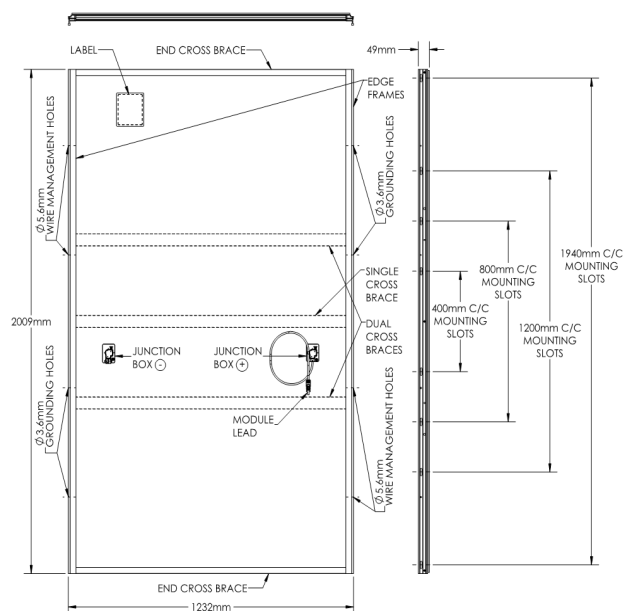 49mm
LABEL
END CROSS BRACE
EDGE
FRAMES
Ø5.6mm
WIRE MANAGEMENT HOLES
Ø3.6mm
GROUNDING HOLES
1940mm C/C
MOUNTING
SLOTS
800mm C/C
MOUNTING
SLOTS
SINGLE
CROSS
BRACE
400mm C/C
MOUNTING
SLOTS
1200mm C/C
MOUNTING
SLOTS
2009mm
DUAL
CROSS
BRACES
JUNCTION
BOX -
JUNCTION
BOX +
MODULE
LEAD
Ø3.6mm
GROUNDING HOLES
Ø5.6mm
WIRE MANAGEMENT HOLES
END CROSS BRACE
1232mm